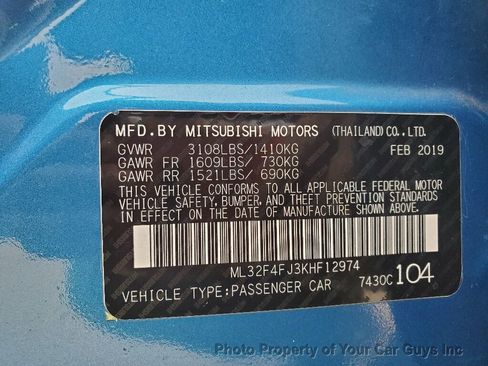 MFD.BY MITSUBISHI MOTORS (THAILAND) CO.,LTD.
GVWR 3108LBS/1410KG FEB 2019
GAWR FR 1609LBS/ 730KG
GAWR RR 1521LBS/ 690KG
THIS VEHICLE CONFORMS TO ALL APPLICABLE FEDERAL MOTOR
VEHICLE SAFETY, BUMPER, AND THEFT PREVENTION STANDARDS
IN EFFECT ON THE DATE OF MANUFACTURE SHOWN ABOVE.
ML32F4FJ3KHF12974
VEHICLE TYPE:PASSENGER CAR 7430C104
Photo Property of Your Car Guys Inc